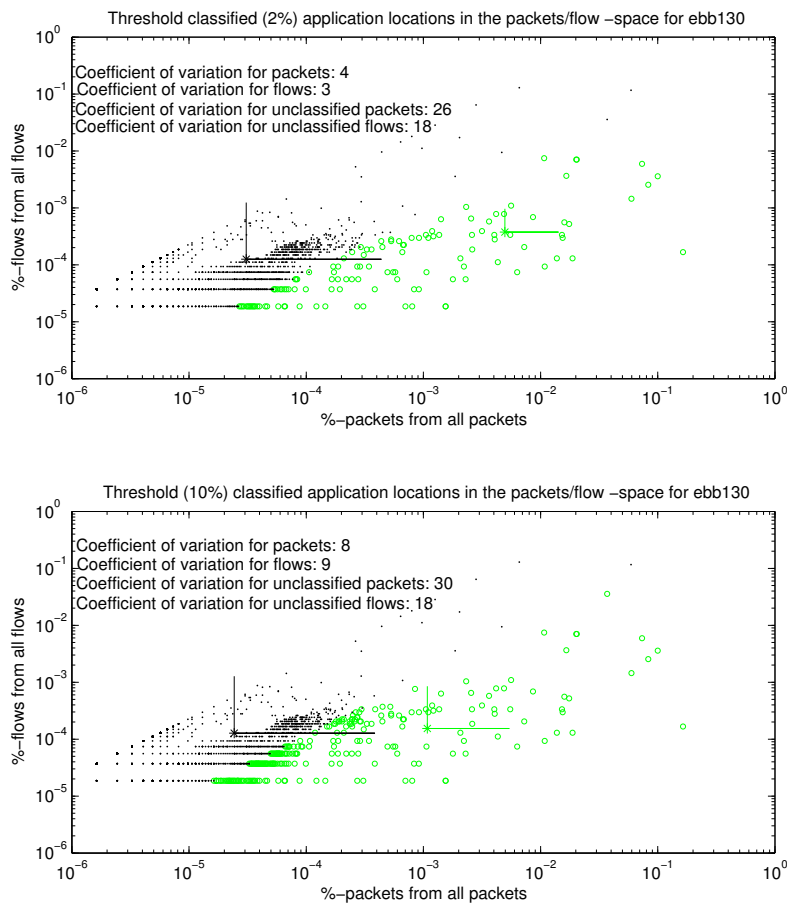 Threshold classified (2%) application locations in the packets/flow −space for ebb130
10^0
Coefficient of variation for packets: 4
Coefficient of variation for flows: 3
10^−1
Coefficient of variation for unclassified packets: 26
Coefficient of variation for unclassified flows: 18
10^−2
10^−3
%−flows from all flows
10^−4
10^−5
10^−6
10^−6 10^−5 10^−4 10^−3 10^−2 10^−1 10^0
%−packets from all packets
Threshold (10%) classified application locations in the packets/flow −space for ebb130
10^0
Coefficient of variation for packets: 8
Coefficient of variation for flows: 9
10^−1
Coefficient of variation for unclassified packets: 30
Coefficient of variation for unclassified flows: 18
10^−2
10^−3
%−flows from all flows
10^−4
10^−5
10^−6
10^−6 10^−5 10^−4 10^−3 10^−2 10^−1 10^0
%−packets from all packets